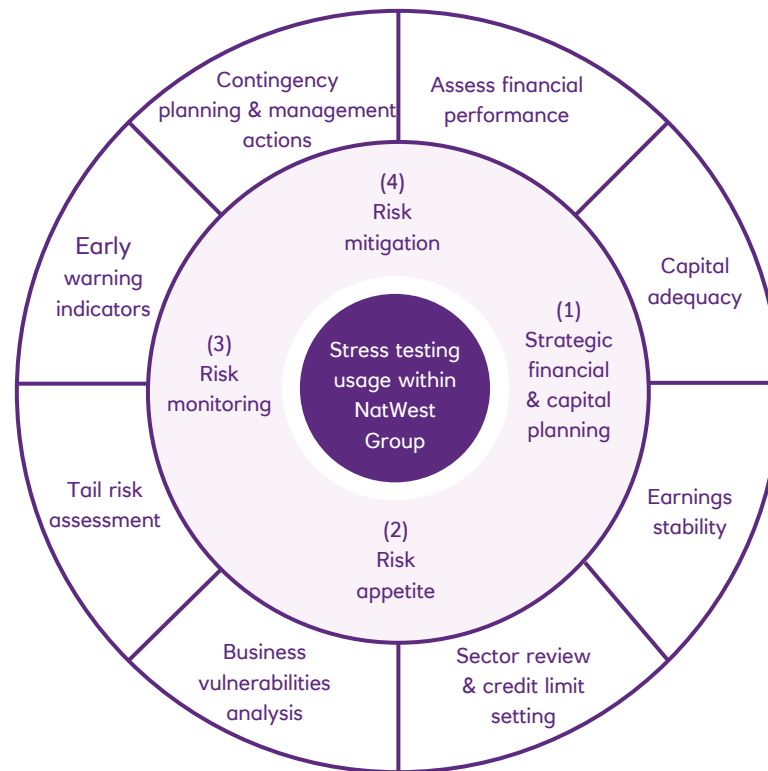 Contingency
planning & management
actions
Assess financial
performance
Capital
adequacy
Earnings
stability
Sector review
& credit limit
setting
Business
vulnerabilities
analysis
Tail risk
assessment
Early
warning
indicators
(4)
Risk
mitigation
(1)
Strategic
financial
& capital
planning
(2)
Risk
appetite
(3)
Risk
monitoring
Stress testing
usage within
NatWest
Group